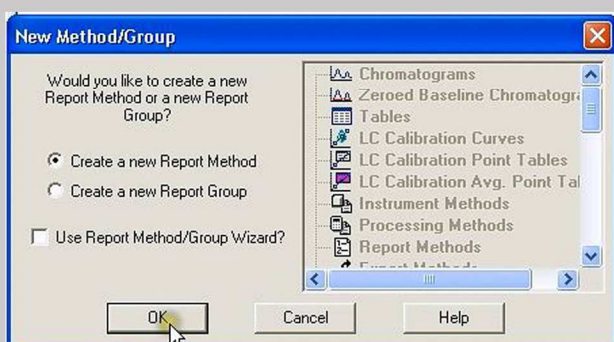 New Method/Group
Would you like to create a new
Report Method or a new Report
Group?
Create a new Report Method
Create a new Report Group
Use Report Method/Group Wizard?
Chromatograms
Zeroed Baseline Chromatogra
Tables
LC Calibration Curves
LC Calibration Point Tables
LC Calibration Avg. Point Tal
Instrument Methods
Processing Methods
Report Methods
Export Methods
OK
Cancel
Help